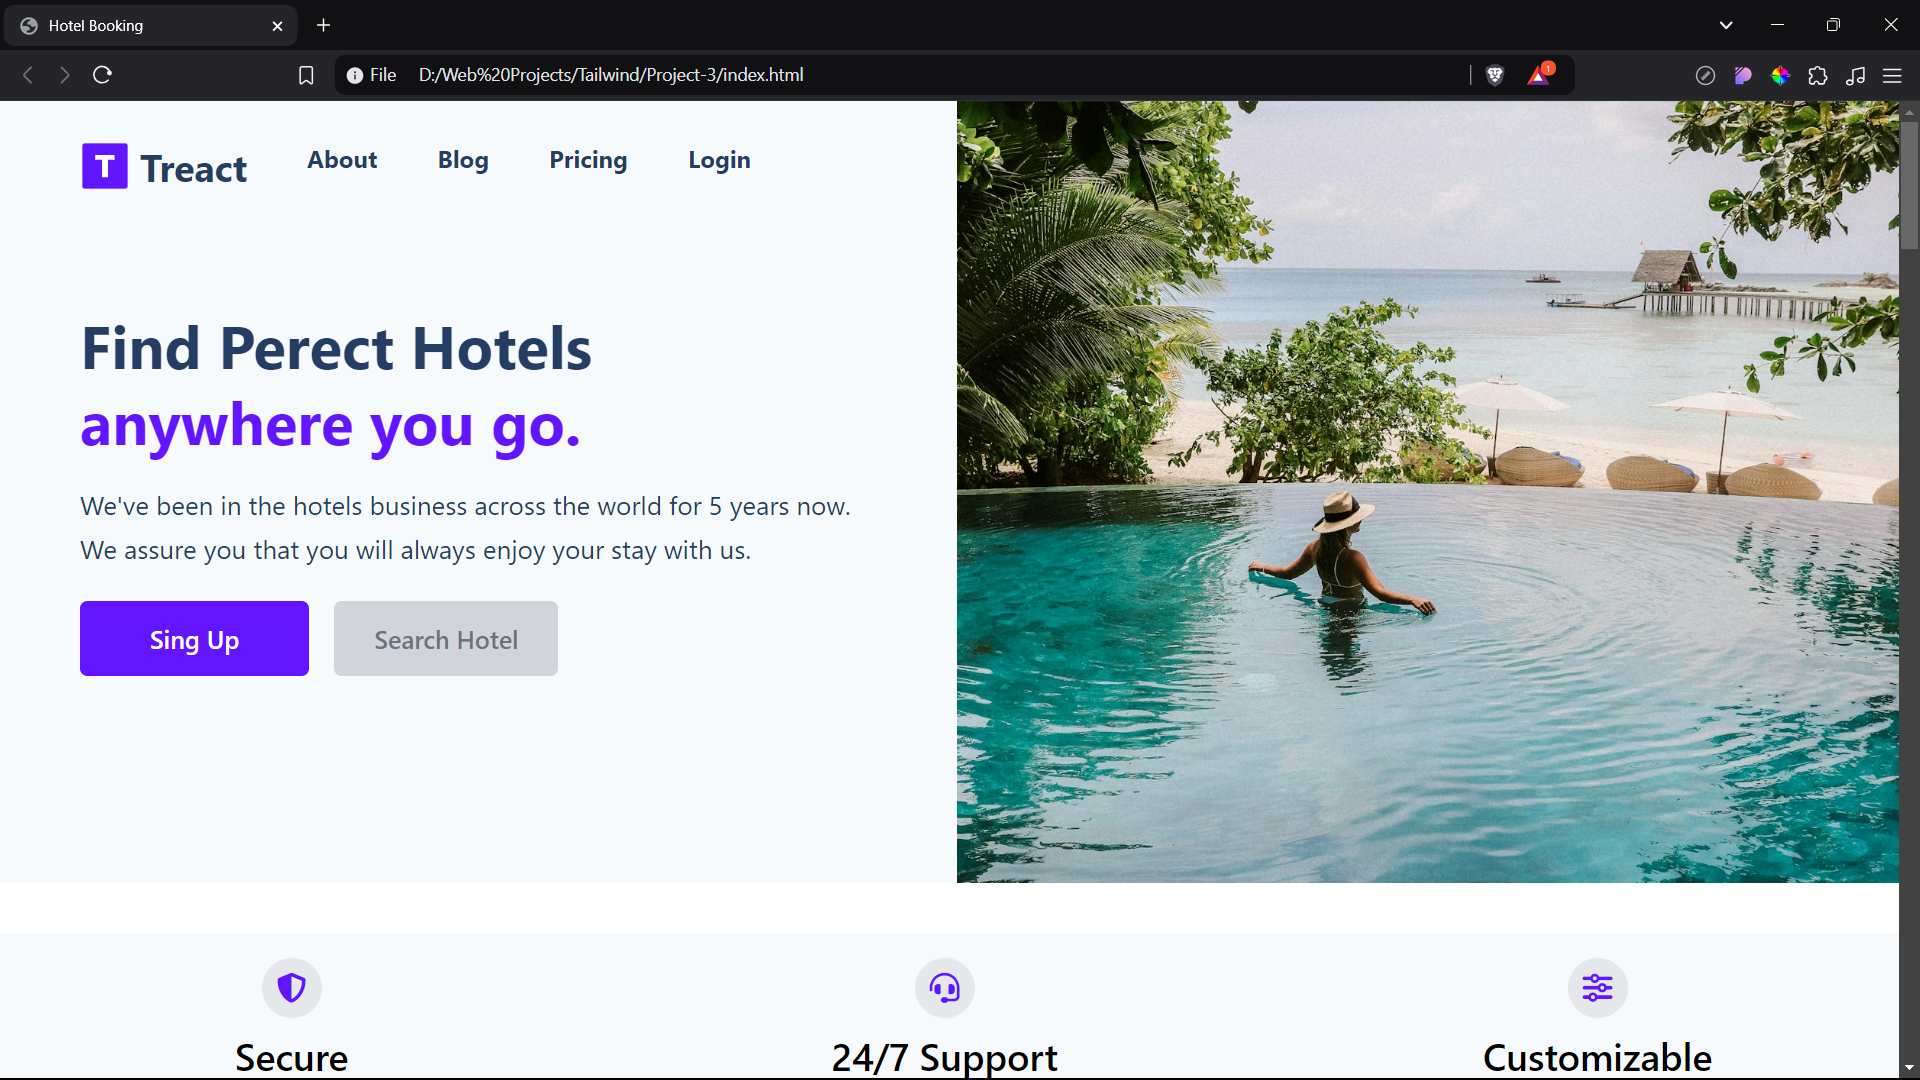 Hotel Booking
File D:/Web%20Projects/Tailwind/Project-3/index.html
1
T Treact About Blog Pricing Login
Find Perect Hotels
anywhere you go.
We've been in the hotels business across the world for 5 years now.
We assure you that you will always enjoy your stay with us.
Sing Up Search Hotel
Secure 24/7 Support Customizable